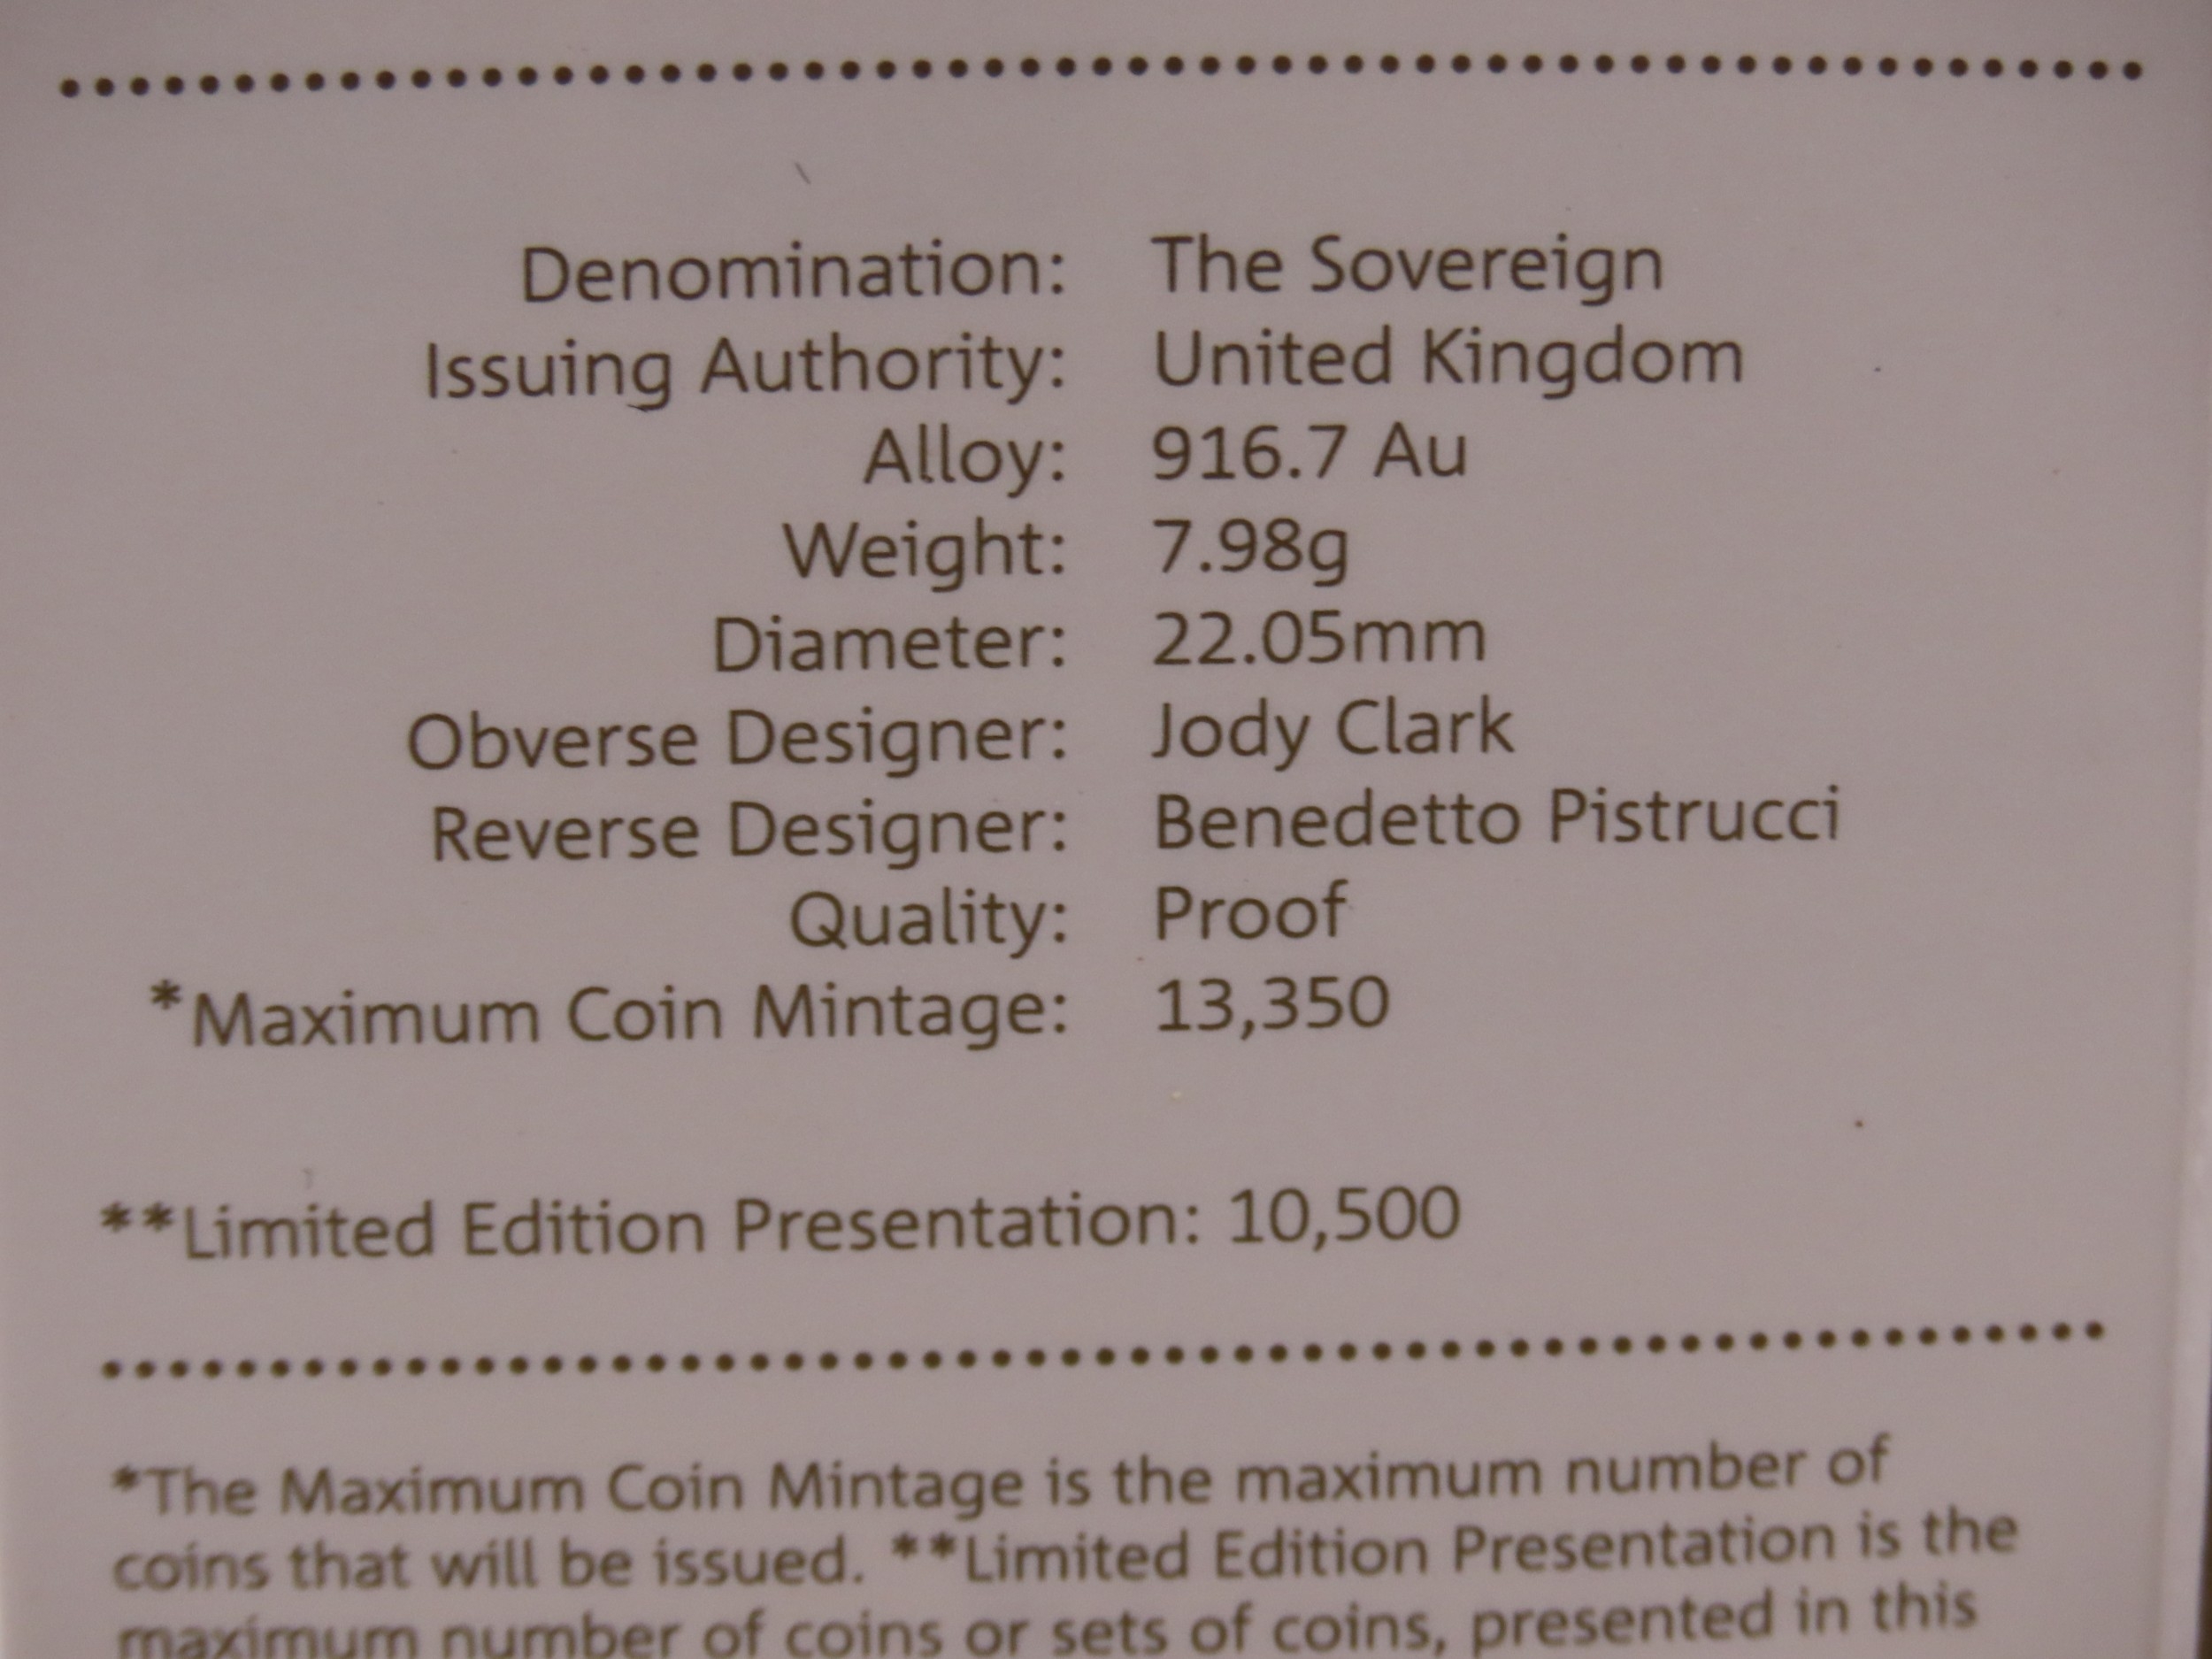 Denomination: The Sovereign
Issuing Authority: United Kingdom
Alloy: 916.7 Au
Weight: 7.98g
Diameter: 22.05mm
Obverse Designer: Jody Clark
Reverse Designer: Benedetto Pistrucci
Quality: Proof
*Maximum Coin Mintage: 13,350
**Limited Edition Presentation: 10,500
*The Maximum Coin Mintage is the maximum number of
coins that will be issued. **Limited Edition Presentation is the
maximum number of coins or sets of coins, presented in this